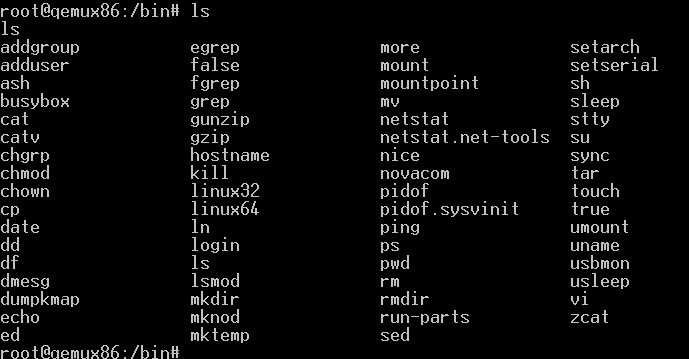 root@qemux86:/bin# ls
ls
addgroup egrep more setarch
adduser false mount setserial
ash fgrep mountpoint sh
busybox grep mv sleep
cat gunzip netstat stty
catv gzip netstat.net-tools su
chgrp hostname nice sync
chmod kill novacom tar
chown linux32 pidof touch
cp linux64 pidof.sysvinit true
date ln ping umount
dd login ps uname
df ls pwd usbmon
dmesg lsmod rm usleep
dumpkmap mkdir rmdir vi
echo mknod run-parts zcat
ed mktemp sed
root@qemux86:/bin#